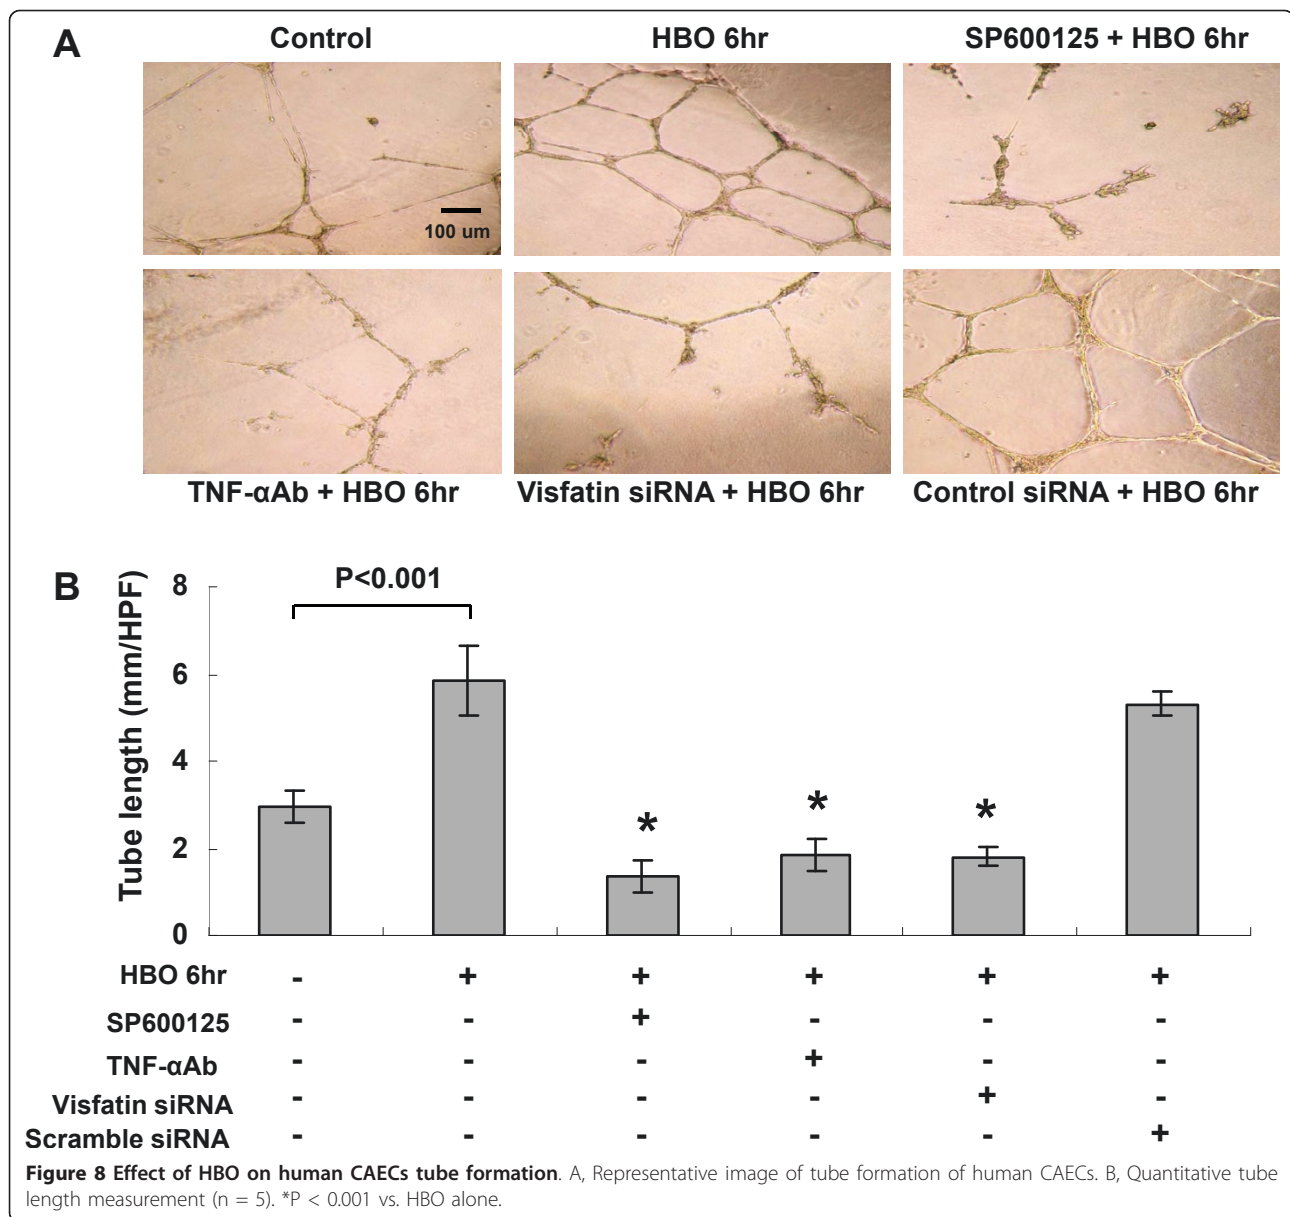 A
Control HBO 6hr SP600125 + HBO 6hr
100 um
TNF-αAb + HBO 6hr Visfatin siRNA + HBO 6hr Control siRNA + HBO 6hr
B
P<0.001
Tube length (mm/HPF)
8
6
4
2
0
* * *
HBO 6hr - + + + + +
SP600125 - - + - - -
TNF-αAb - - - + - -
Visfatin siRNA - - - - + -
Scramble siRNA - - - - - +
Figure 8 Effect of HBO on human CAECs tube formation. A, Representative image of tube formation of human CAECs. B, Quantitative tube
length measurement (n = 5). *P < 0.001 vs. HBO alone.